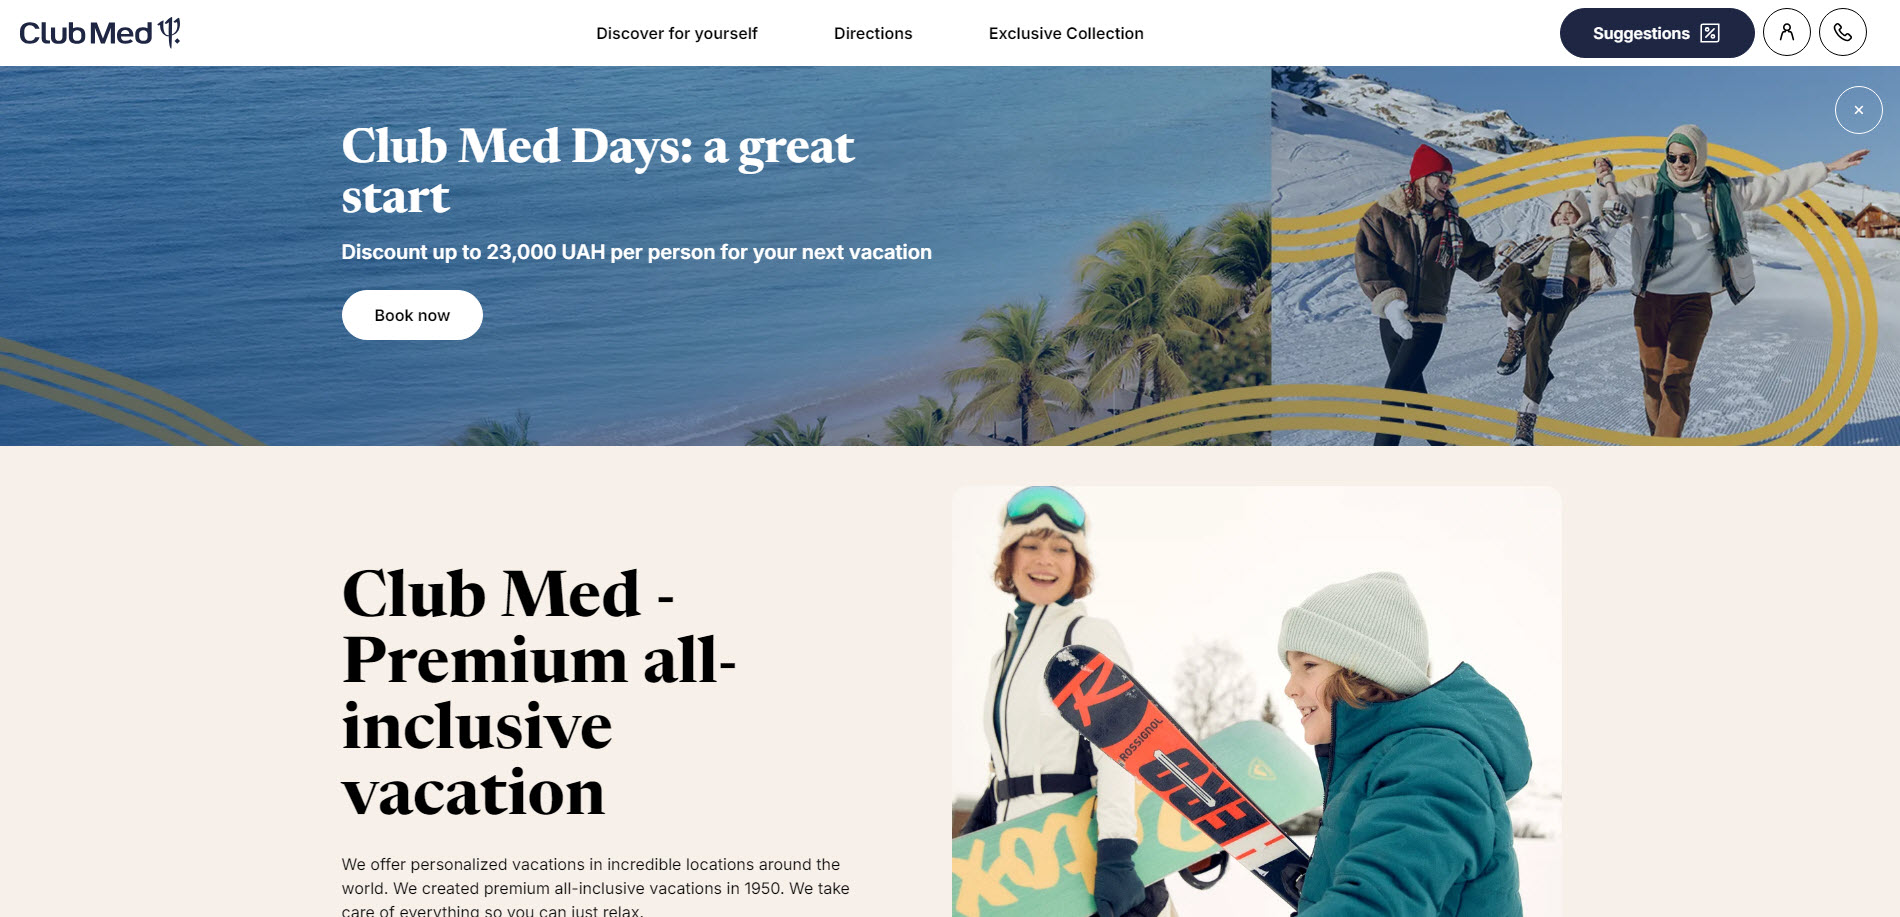 Club Med
Discover for yourself
Directions
Exclusive Collection
Suggestions
Club Med Days: a great
start
Discount up to 23,000 UAH per person for your next vacation
Book now
Club Med -
Premium all-
inclusive
vacation
We offer personalized vacations in incredible locations around the
world. We created premium all-inclusive vacations in 1950. We take
care of everything so you can just relax.
ROSSIGNOL